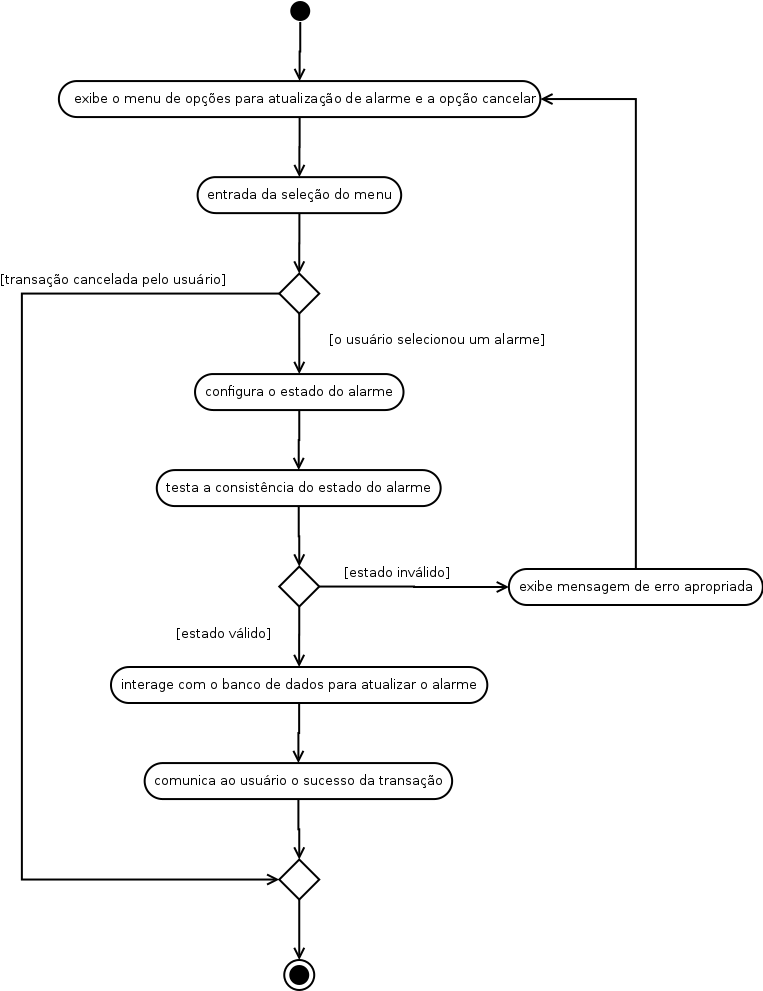 exibe o menu de opções para atualização de alarme e a opção cancelar
entrada da seleção do menu
[transação cancelada pelo usuário]
[o usuário selecionou um alarme]
configura o estado do alarme
testa a consistência do estado do alarme
[estado inválido]
exibe mensagem de erro apropriada
[estado válido]
interage com o banco de dados para atualizar o alarme
comunica ao usuário o sucesso da transação